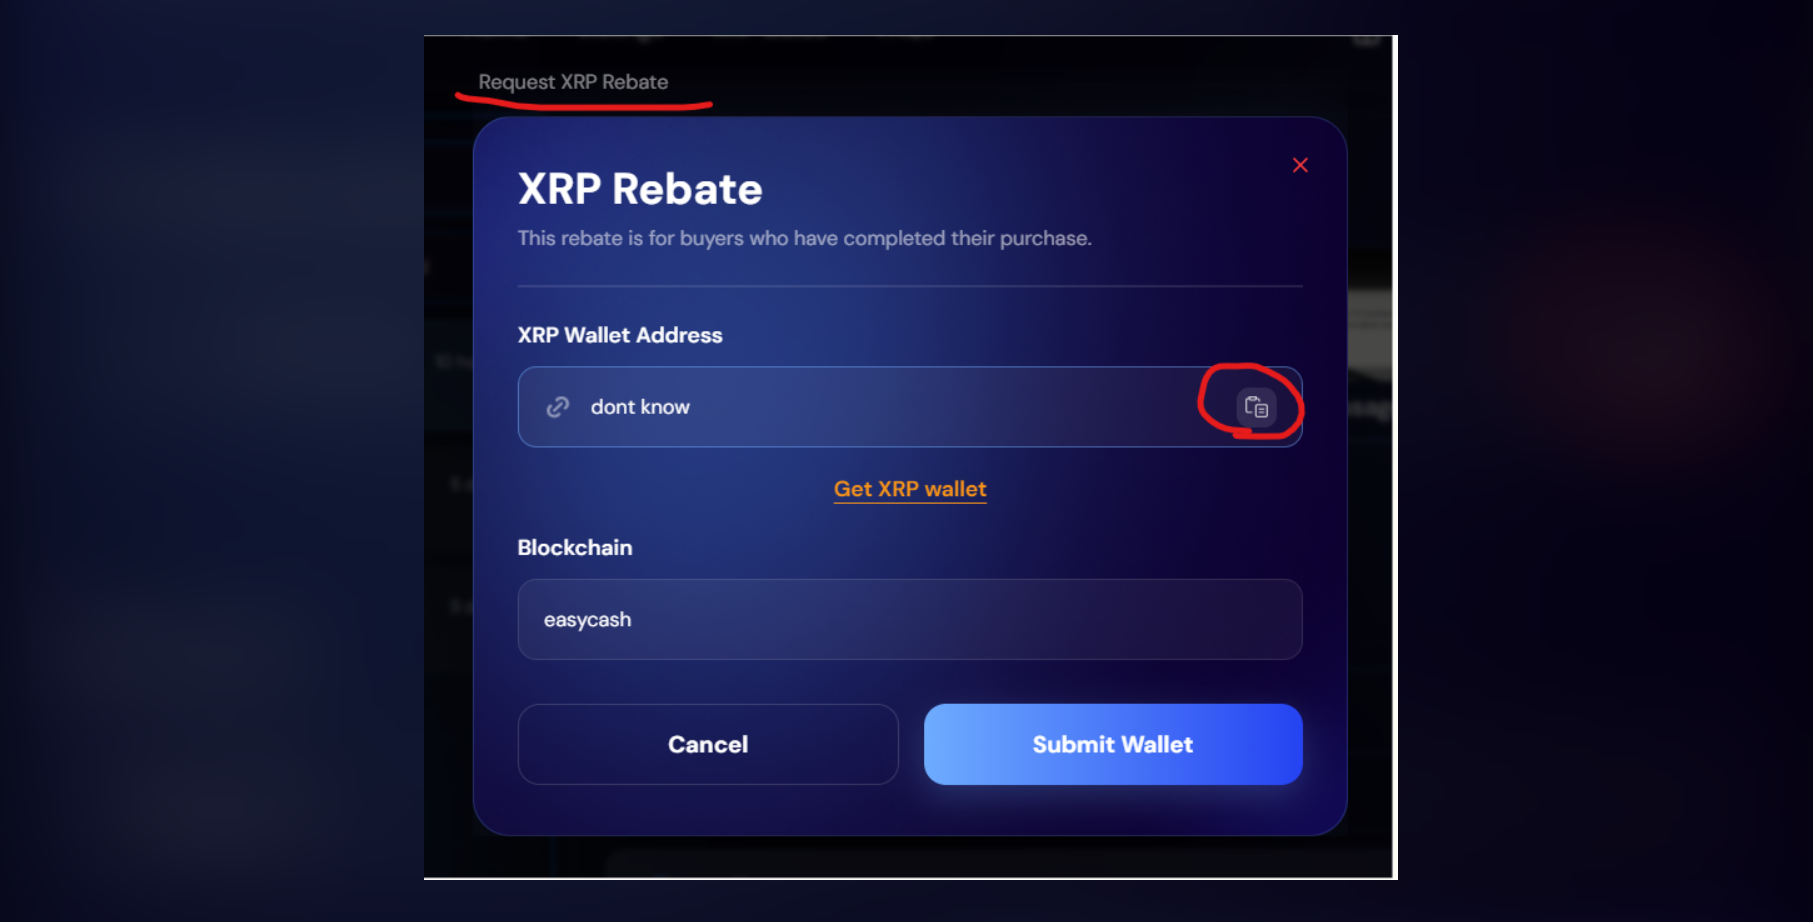 Request XRP Rebate
XRP Rebate
This rebate is for buyers who have completed their purchase.
XRP Wallet Address
dont know
Get XRP wallet
Blockchain
easycash
Cancel
Submit Wallet